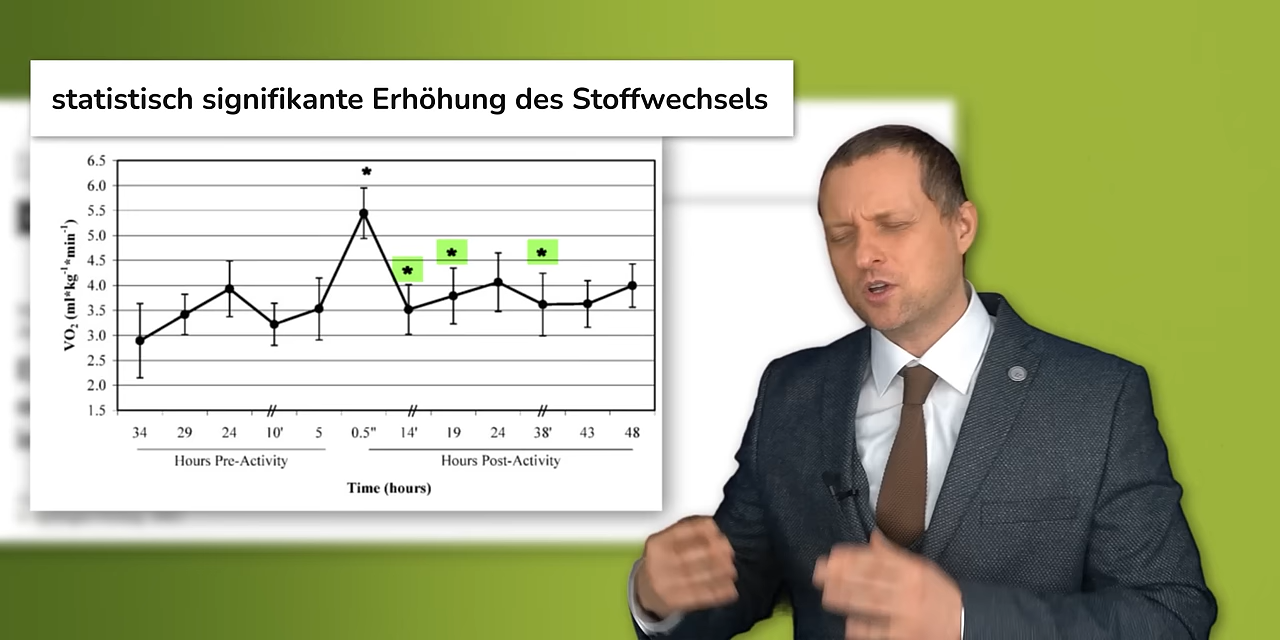 statistisch signifikante Erhöhung des Stoffwechsels
6.5
*
6.0
5.5
5.0
* *
4.5
*
4.0
3.5
3.0
2.5
2.0
1.5
VO2 (ml*kg-1*min-1)
34 29 24 10' 5 0.5" 14' 19 24 38' 43 48
Hours Pre-Activity Hours Post-Activity
Time (hours)